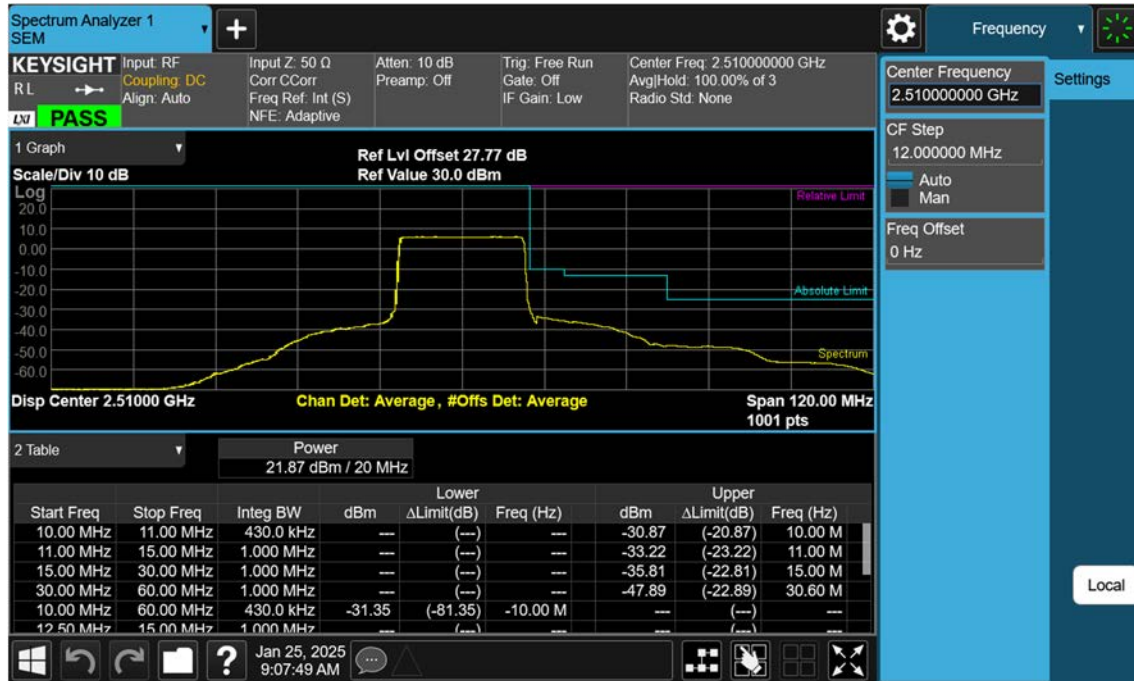 Spectrum Analyzer 1
SEM
+
Frequency
KEYSIGHT
RL
LXI PASS
Input: RF
Coupling: DC
Align: Auto
Input Z: 50 Ω
Corr CCorr
Freq Ref: Int (S)
NFE: Adaptive
Atten: 10 dB
Preamp: Off
Trig: Free Run
Gate: Off
IF Gain: Low
Center Freq: 2.510000000 GHz
Avg|Hold: 100.00% of 3
Radio Std: None
Center Frequency
2.510000000 GHz
Settings
CF Step
12.000000 MHz
Auto
Man
Freq Offset
0 Hz
1 Graph
Scale/Div 10 dB
Ref Lvl Offset 27.77 dB
Ref Value 30.0 dBm
Log
20.0
10.0
0.00
-10.0
-20.0
-30.0
-40.0
-50.0
-60.0
Relative Limit
Absolute Limit
Spectrum
Disp Center 2.51000 GHz
Chan Det: Average, #Offs Det: Average
Span 120.00 MHz
1001 pts
2 Table
Power
21.87 dBm / 20 MHz
Lower Upper
Start Freq Stop Freq Integ BW dBm ΔLimit(dB) Freq (Hz) dBm ΔLimit(dB) Freq (Hz)
10.00 MHz 11.00 MHz 430.0 kHz --- (---) --- -30.87 (-20.87) 10.00 M
11.00 MHz 15.00 MHz 1.000 MHz --- (---) --- -33.22 (-23.22) 11.00 M
15.00 MHz 30.00 MHz 1.000 MHz --- (---) --- -35.81 (-22.81) 15.00 M
30.00 MHz 60.00 MHz 1.000 MHz --- (---) --- -47.89 (-22.89) 30.60 M
10.00 MHz 60.00 MHz 430.0 kHz -31.35 (-81.35) -10.00 M --- (---) ---
12.50 MHz 15.00 MHz 1.000 MHz --- (---) --- --- (---) ---
Local
?
Jan 25, 2025
9:07:49 AM